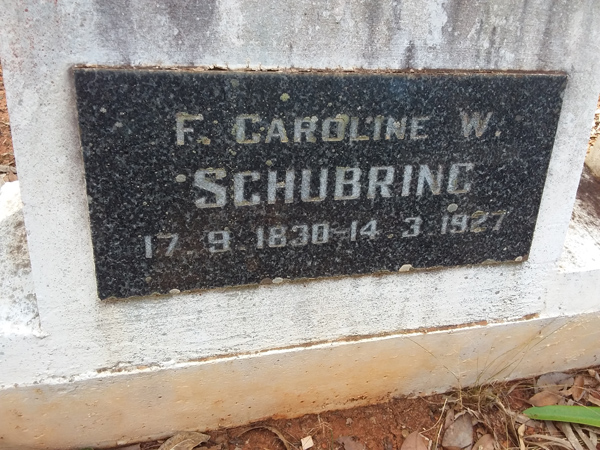 F. CAROLINE W.
SCHUBRING
17.9.1830-14.3.1927